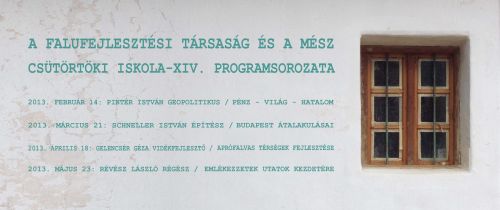 A FALUFEJLESZTÉSI TÁRSASÁG ÉS A MÉSZ
CSÜTÖRTÖKI ISKOLA-XIV. PROGRAMSOROZATA
2013. FEBRUÁR 14: PINTÉR ISTVÁN GEOPOLITIKUS / PÉNZ - VILÁG - HATALOM
2013 .MÁRCIUS 21: SCHNELLER ISTVÁN ÉPÍTÉSZ / BUDAPEST ÁTALAKULÁSAI
2013. ÁPRILIS 18: GELENCSÉR GÉZA VIDÉKFEJLESZTŐ / APRÓFALVAS TÉRSÉGEK FEJLESZTÉSE
2013. MÁJUS 23: RÉVÉSZ LÁSZLÓ RÉGÉSZ / EMLÉKEZZETEK UTATOK KEZDETÉRE